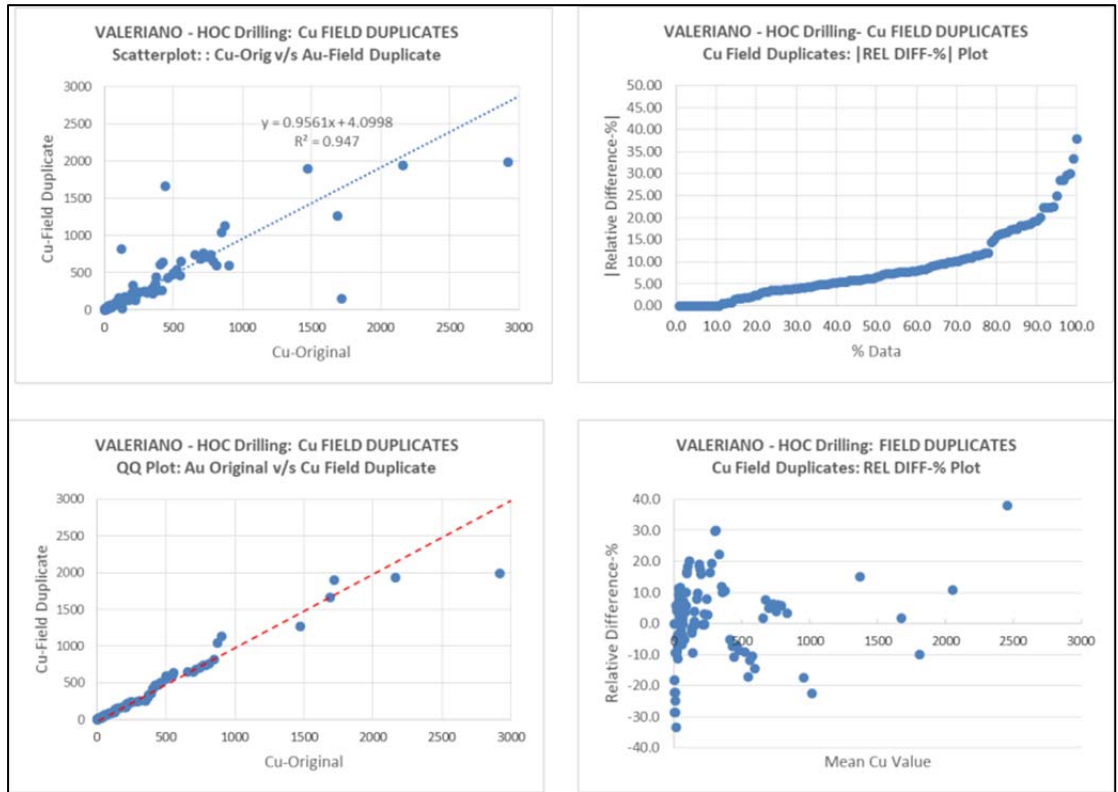 VALERIANO - HOC Drilling: Cu FIELD DUPLICATES
Scatterplot: : Cu-Orig v/s Au-Field Duplicate
3000
2500
2000
1500
1000
500
0
Cu-Field Duplicate
y = 0.9561x + 4.0998
R² = 0.947
0 500 1000 1500 2000 2500 3000
Cu-Original
VALERIANO - HOC Drilling- Cu FIELD DUPLICATES
Cu Field Duplicates: |REL DIFF-%| Plot
50.00
45.00
40.00
35.00
30.00
25.00
20.00
15.00
10.00
5.00
0.00
|Relative Difference-%|
0.0 10.0 20.0 30.0 40.0 50.0 60.0 70.0 80.0 90.0 100.0
% Data
VALERIANO - HOC Drilling: Cu FIELD DUPLICATES
QQ Plot: Au Original v/s Cu Field Duplicate
3000
2500
2000
1500
1000
500
0
Cu-Field Duplicate
0 500 1000 1500 2000 2500 3000
Cu-Original
VALERIANO - HOC Drilling: FIELD DUPLICATES
Cu Field Duplicates: REL DIFF-% Plot
40.0
30.0
20.0
10.0
0.0
-10.0
-20.0
-30.0
-40.0
Relative Difference-%
0 500 1000 1500 2000 2500 3000
Mean Cu Value